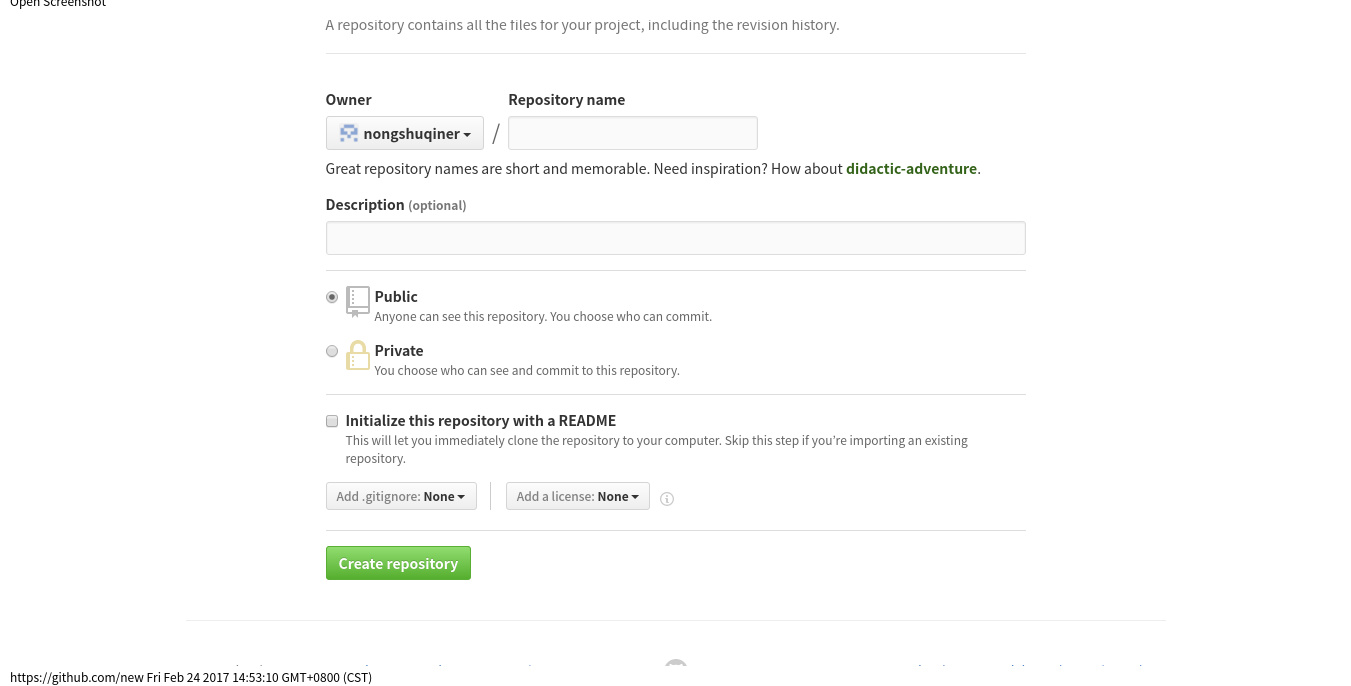 Open Screenshot
A repository contains all the files for your project, including the revision history.
Owner Repository name
nongshuqiner /
Great repository names are short and memorable. Need inspiration? How about didactic-adventure.
Description (optional)
Public
Anyone can see this repository. You choose who can commit.
Private
You choose who can see and commit to this repository.
Initialize this repository with a README
This will let you immediately clone the repository to your computer. Skip this step if you’re importing an existing
repository.
Add .gitignore: None Add a license: None
Create repository
https://github.com/new Fri Feb 24 2017 14:53:10 GMT+0800 (CST)